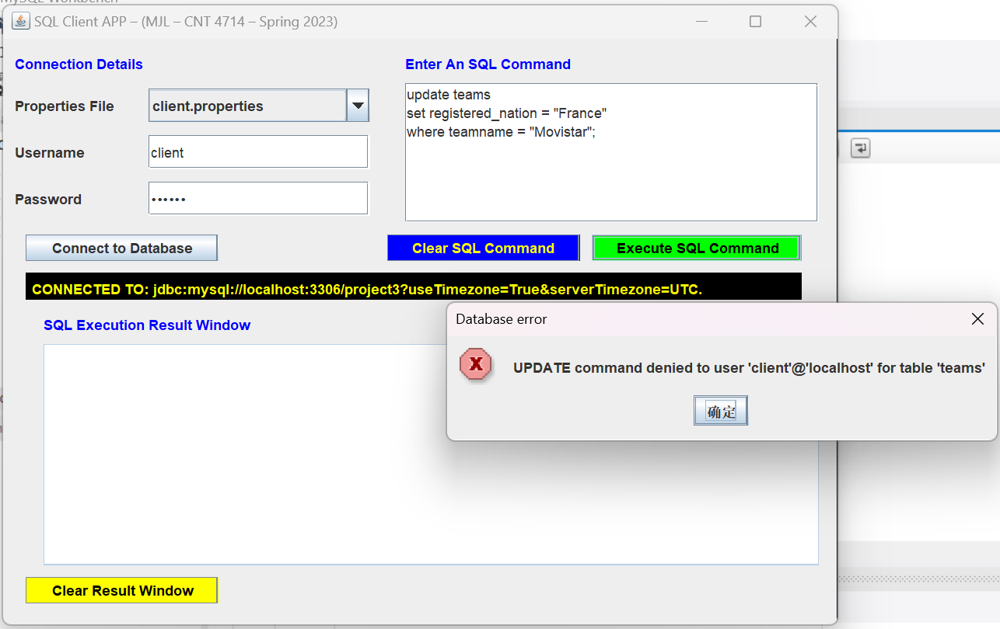 MySQL Workbench
SQL Client APP – (MJL – CNT 4714 – Spring 2023)
Connection Details
Enter An SQL Command
Properties File
client.properties
update teams
set registered_nation = "France"
where teamname = "Movistar";
Username
client
Password
••••••
Connect to Database
Clear SQL Command
Execute SQL Command
CONNECTED TO: jdbc:mysql://localhost:3306/project3?useTimezone=True&serverTimezone=UTC.
SQL Execution Result Window
Database error
UPDATE command denied to user 'client'@'localhost' for table 'teams'
确定
Clear Result Window